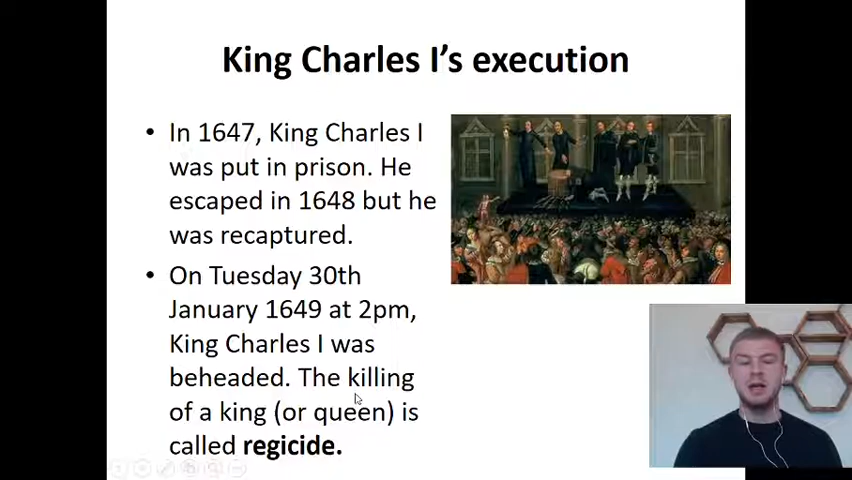 King Charles I's execution
• In 1647, King Charles I
was put in prison. He
escaped in 1648 but he
was recaptured.
• On Tuesday 30th
January 1649 at 2pm,
King Charles I was
beheaded. The killing
of a king (or queen) is
called regicide.